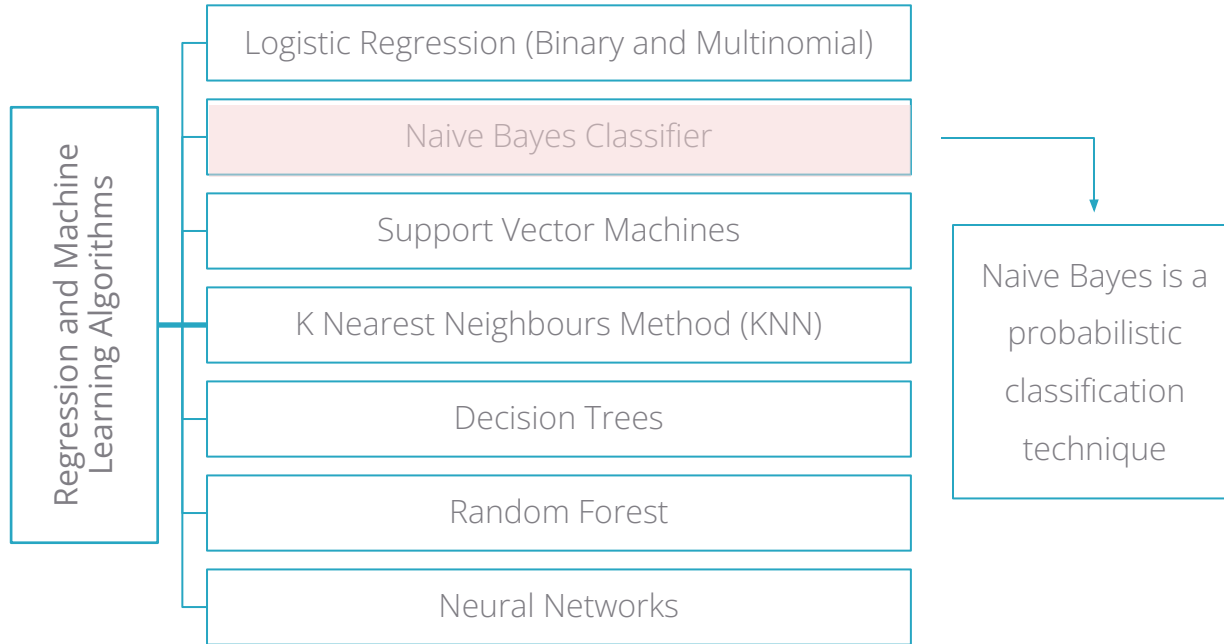 Regression and Machine
Learning Algorithms
Logistic Regression (Binary and Multinomial)
Naive Bayes Classifier
Support Vector Machines
K Nearest Neighbours Method (KNN)
Decision Trees
Random Forest
Neural Networks
Naive Bayes is a
probabilistic
classification
technique